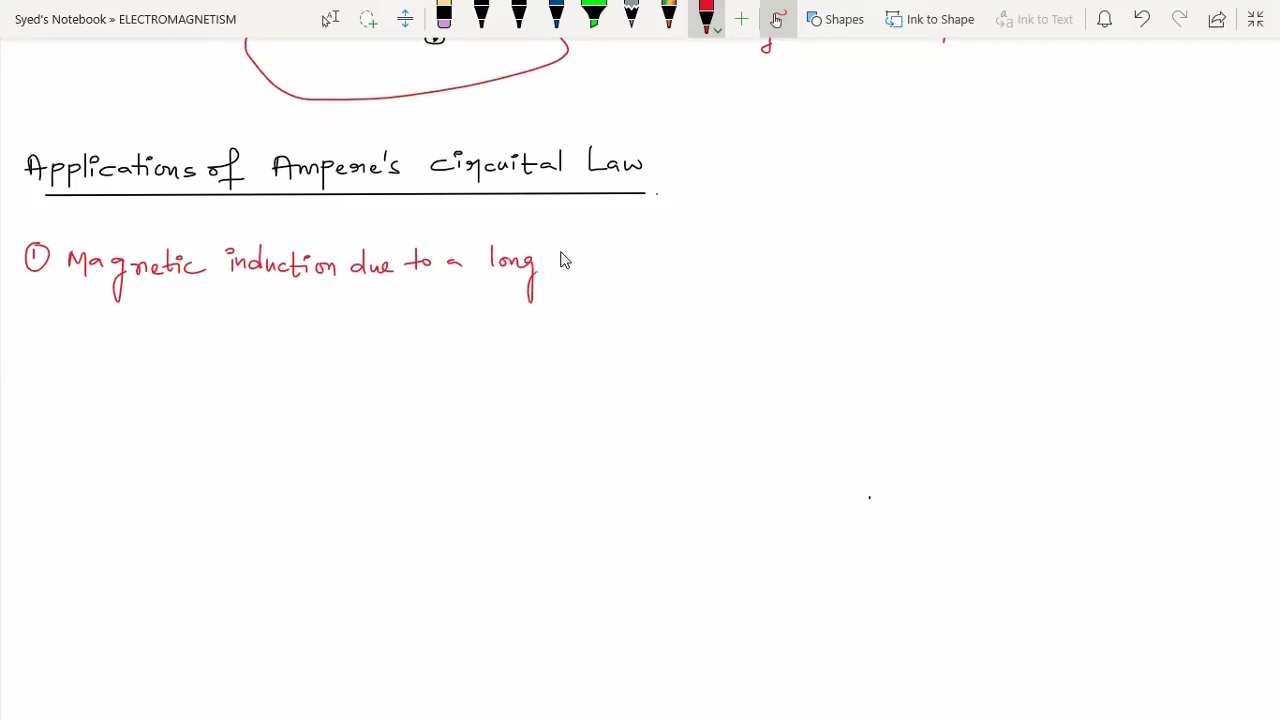 Syed's Notebook » ELECTROMAGNETISM
Shapes
Ink to Shape
Ink to Text
Applications of Ampere's Circuital Law
① Magnetic induction due to a long